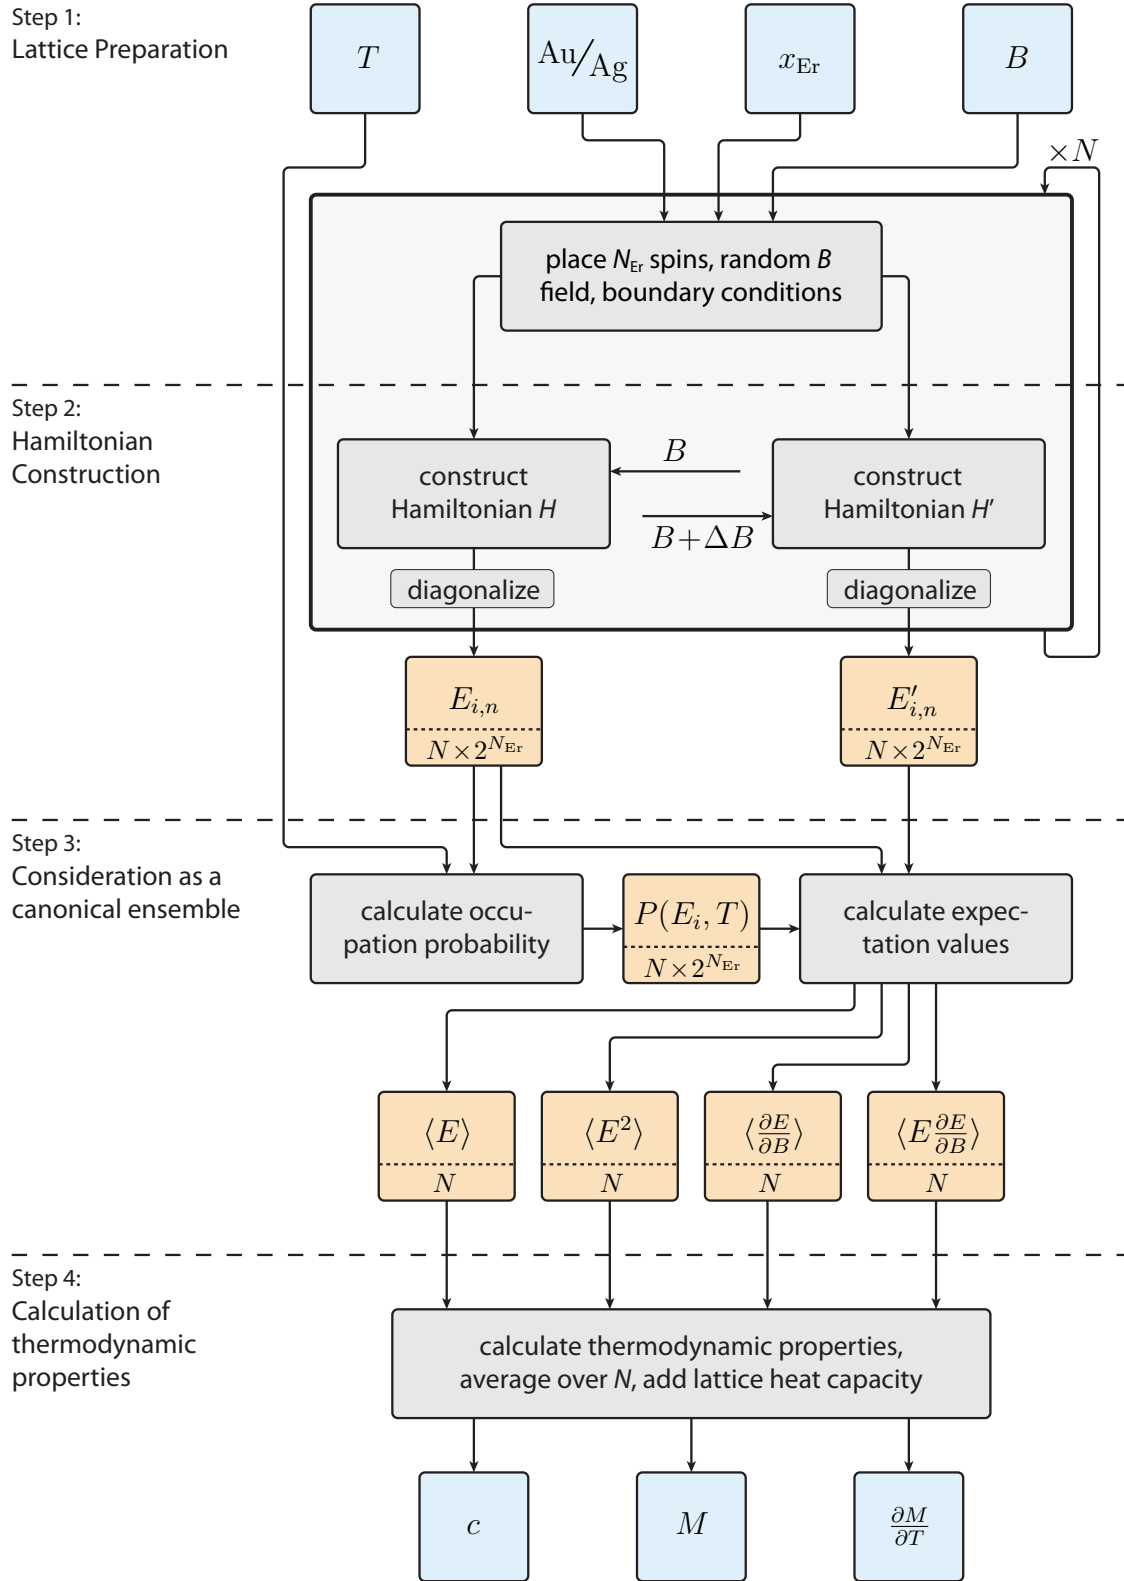 Step 1:
Lattice Preparation
T
Au/Ag
x_Er
B
×N
place N_Er spins, random B
field, boundary conditions
Step 2:
Hamiltonian
Construction
construct
Hamiltonian H
B
B+ΔB
construct
Hamiltonian H'
diagonalize
diagonalize
E_{i,n}
N×2^{N_Er}
E'_{i,n}
N×2^{N_Er}
Step 3:
Consideration as a
canonical ensemble
calculate occu-
pation probability
P(E_i, T)
N×2^{N_Er}
calculate expec-
tation values
⟨E⟩
N
⟨E²⟩
N
⟨∂E/∂B⟩
N
⟨E ∂E/∂B⟩
N
Step 4:
Calculation of
thermodynamic
properties
calculate thermodynamic properties,
average over N, add lattice heat capacity
c
M
∂M/∂T